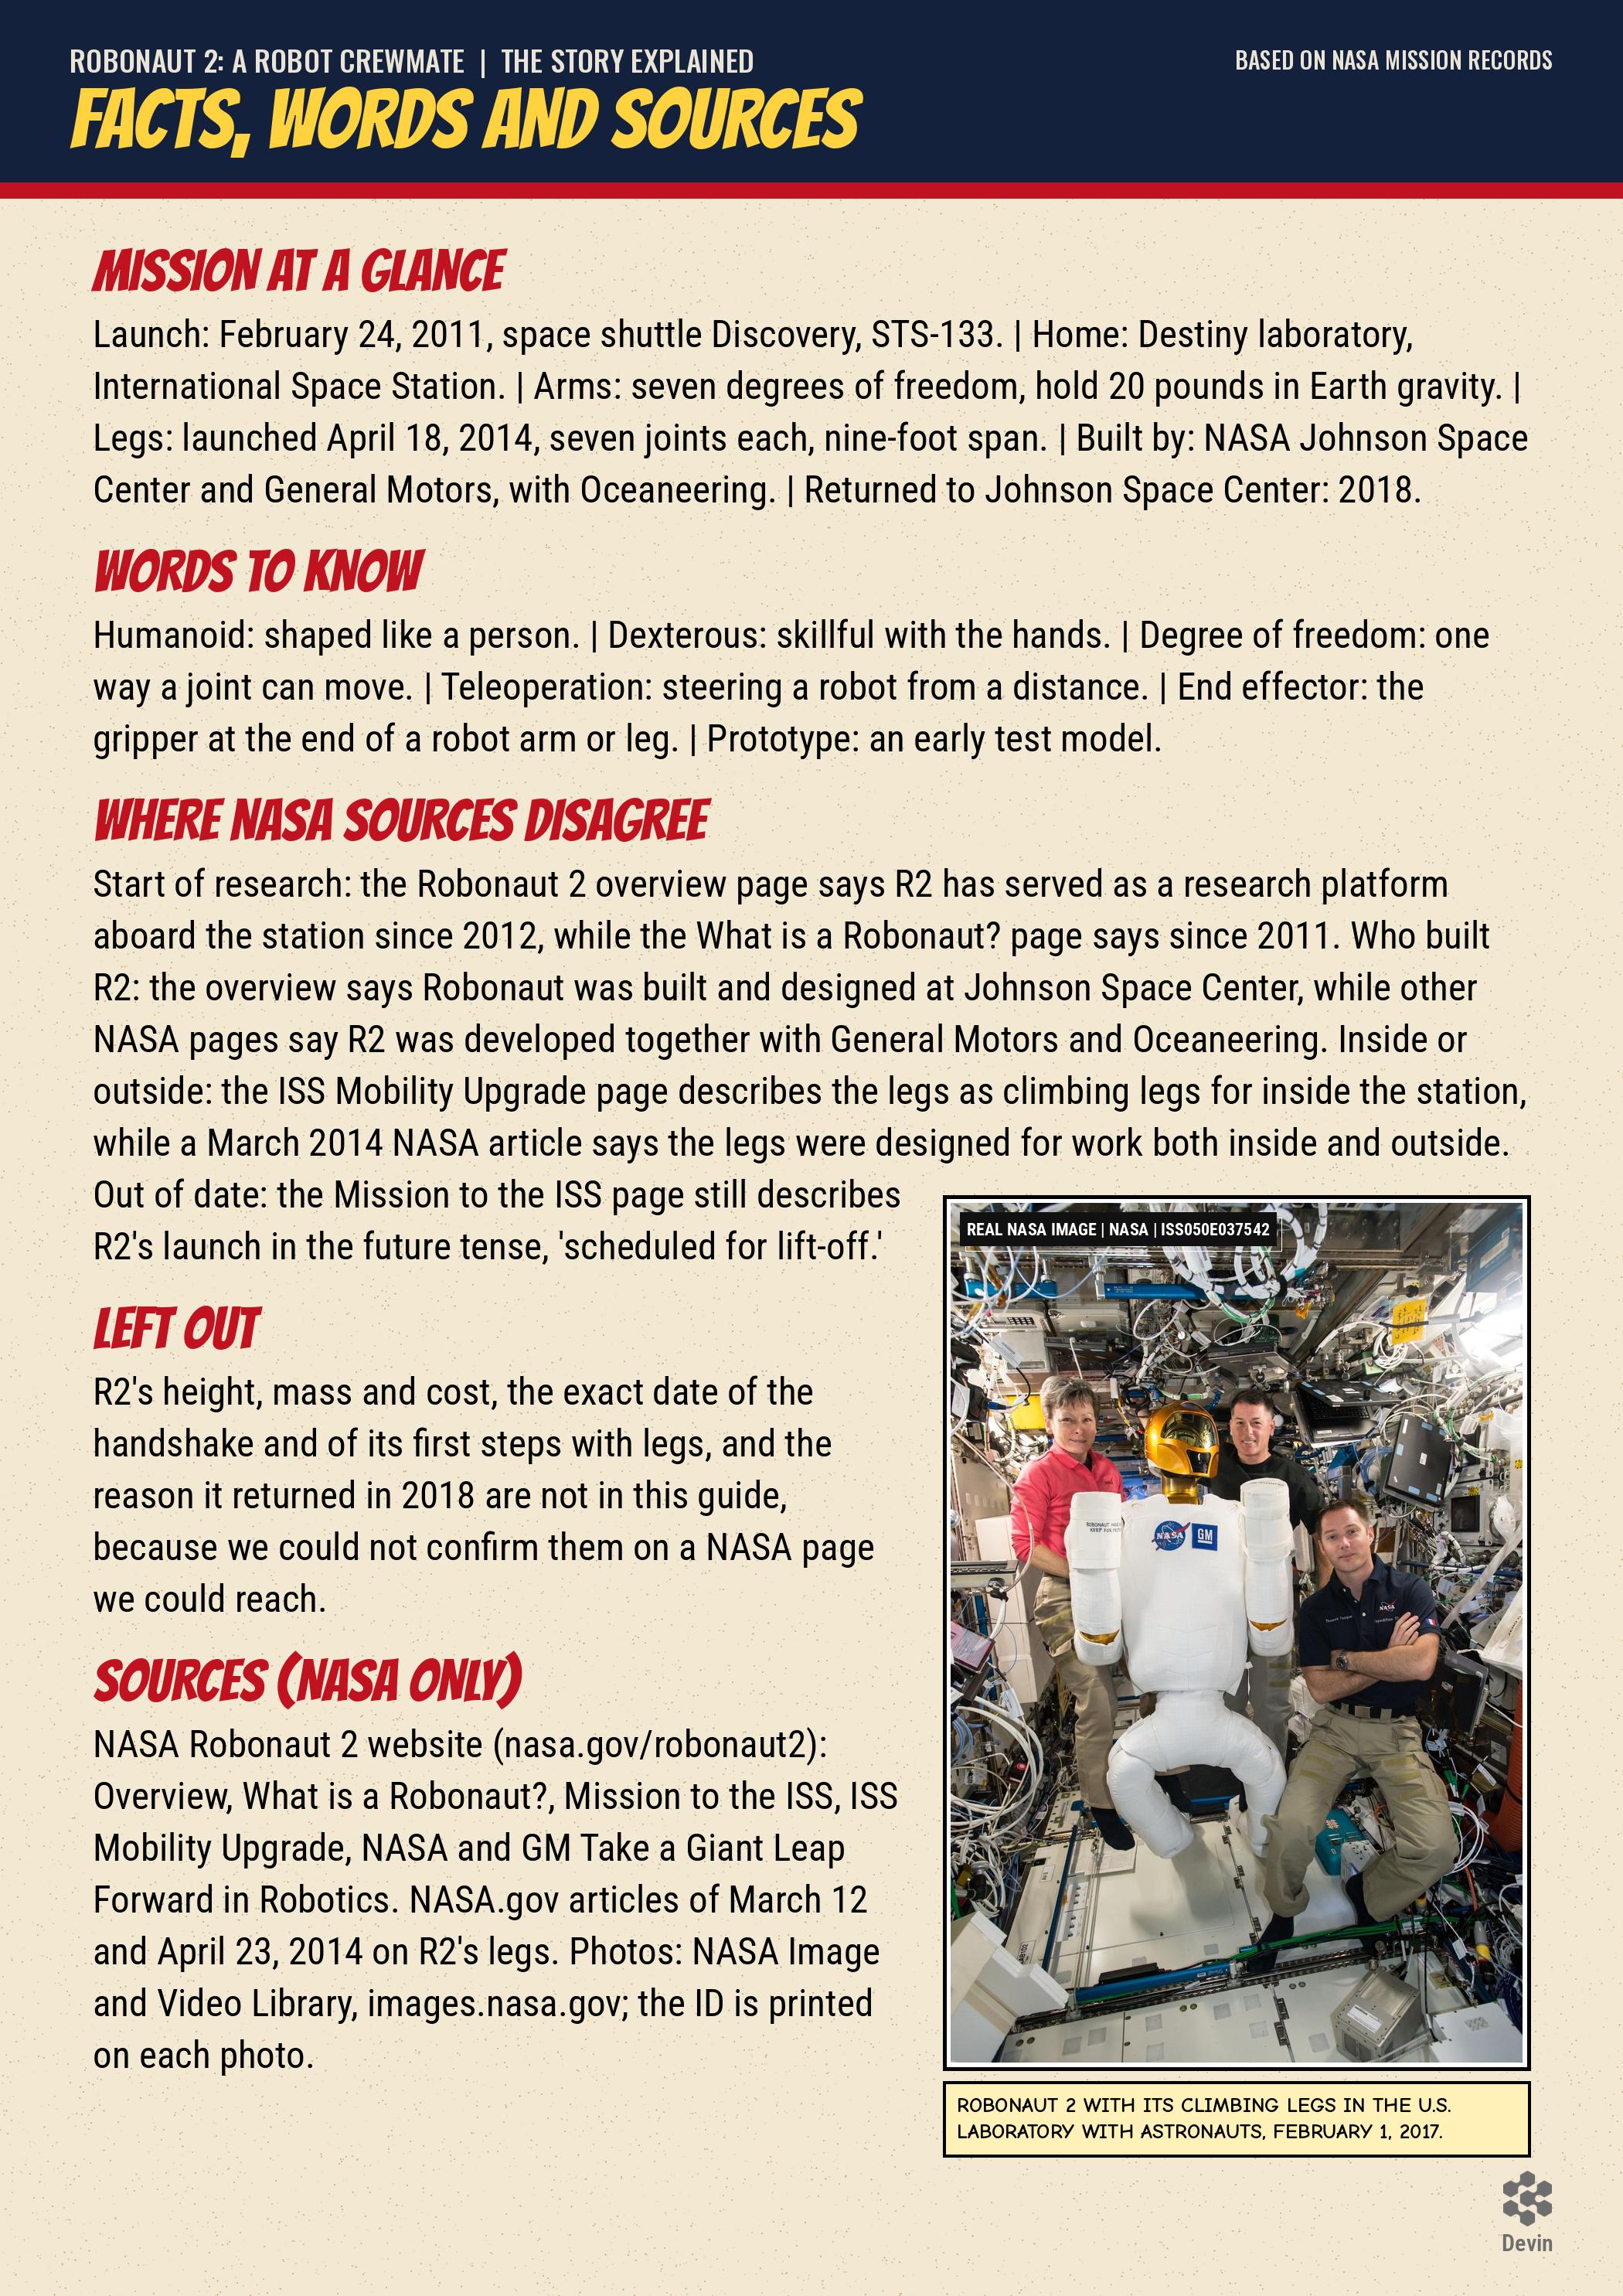 ROBONAUT 2: A ROBOT CREWMATE | THE STORY EXPLAINED
BASED ON NASA MISSION RECORDS
FACTS, WORDS AND SOURCES
MISSION AT A GLANCE
Launch: February 24, 2011, space shuttle Discovery, STS-133. | Home: Destiny laboratory,
International Space Station. | Arms: seven degrees of freedom, hold 20 pounds in Earth gravity. |
Legs: launched April 18, 2014, seven joints each, nine-foot span. | Built by: NASA Johnson Space
Center and General Motors, with Oceaneering. | Returned to Johnson Space Center: 2018.
WORDS TO KNOW
Humanoid: shaped like a person. | Dexterous: skillful with the hands. | Degree of freedom: one
way a joint can move. | Teleoperation: steering a robot from a distance. | End effector: the
gripper at the end of a robot arm or leg. | Prototype: an early test model.
WHERE NASA SOURCES DISAGREE
Start of research: the Robonaut 2 overview page says R2 has served as a research platform
aboard the station since 2012, while the What is a Robonaut? page says since 2011. Who built
R2: the overview says Robonaut was built and designed at Johnson Space Center, while other
NASA pages say R2 was developed together with General Motors and Oceaneering. Inside or
outside: the ISS Mobility Upgrade page describes the legs as climbing legs for inside the station,
while a March 2014 NASA article says the legs were designed for work both inside and outside.
Out of date: the Mission to the ISS page still describes
R2's launch in the future tense, 'scheduled for lift-off.'
LEFT OUT
R2's height, mass and cost, the exact date of the
handshake and of its first steps with legs, and the
reason it returned in 2018 are not in this guide,
because we could not confirm them on a NASA page
we could reach.
SOURCES (NASA ONLY)
NASA Robonaut 2 website (nasa.gov/robonaut2):
Overview, What is a Robonaut?, Mission to the ISS, ISS
Mobility Upgrade, NASA and GM Take a Giant Leap
Forward in Robotics. NASA.gov articles of March 12
and April 23, 2014 on R2's legs. Photos: NASA Image
and Video Library, images.nasa.gov; the ID is printed
on each photo.
REAL NASA IMAGE | NASA | ISS050E037542
NASA
GM
NASA
ROBONAUT 2 WITH ITS CLIMBING LEGS IN THE U.S.
LABORATORY WITH ASTRONAUTS, FEBRUARY 1, 2017.
Devin